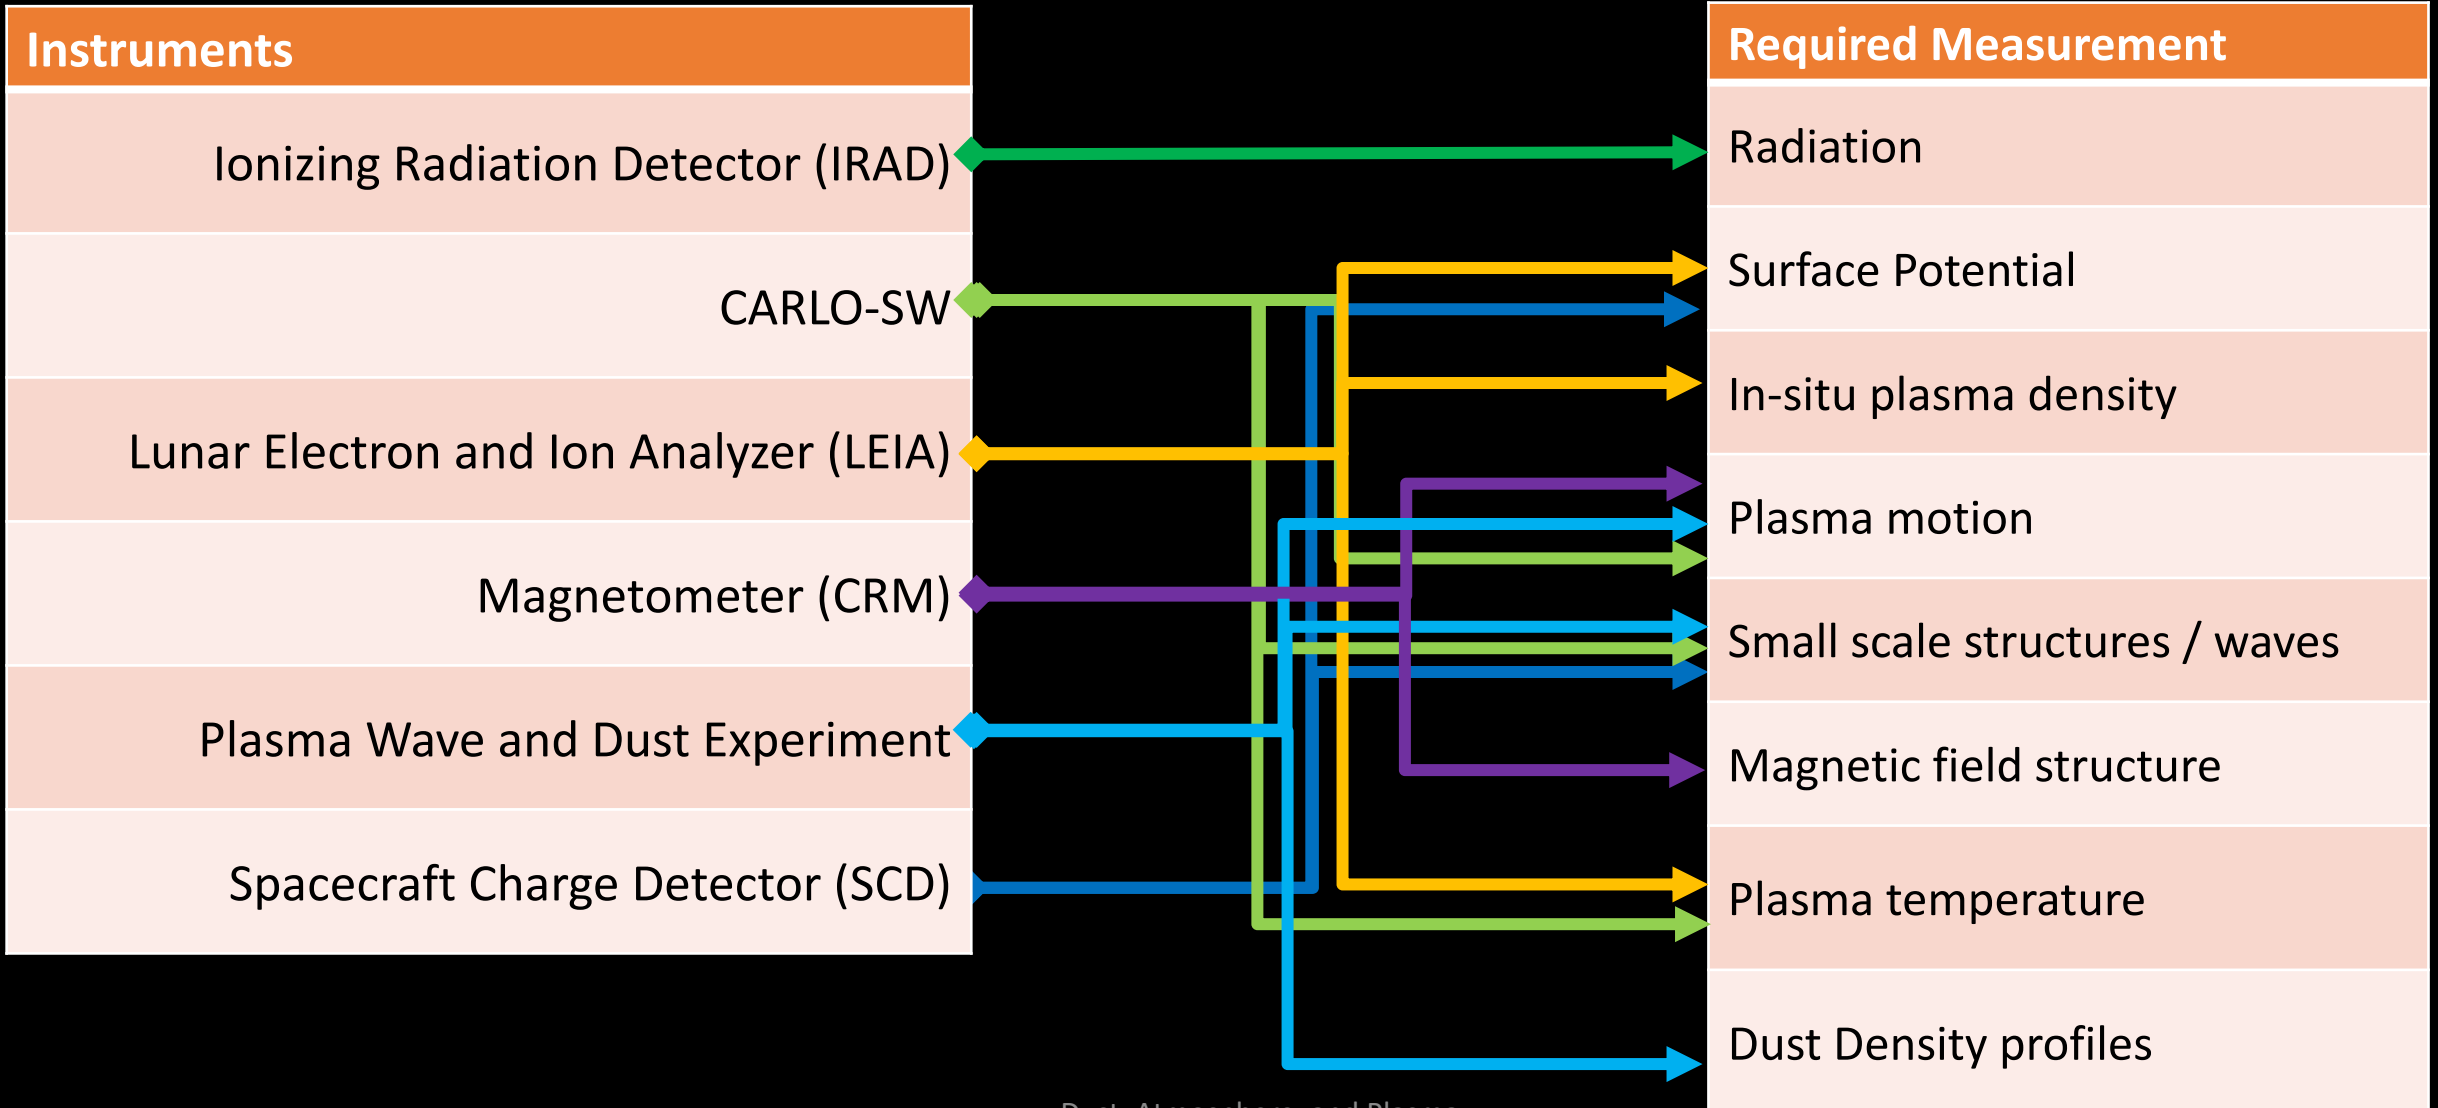 Instruments
Ionizing Radiation Detector (IRAD)
CARLO-SW
Lunar Electron and Ion Analyzer (LEIA)
Magnetometer (CRM)
Plasma Wave and Dust Experiment
Spacecraft Charge Detector (SCD)
Required Measurement
Radiation
Surface Potential
In-situ plasma density
Plasma motion
Small scale structures / waves
Magnetic field structure
Plasma temperature
Dust Density profiles